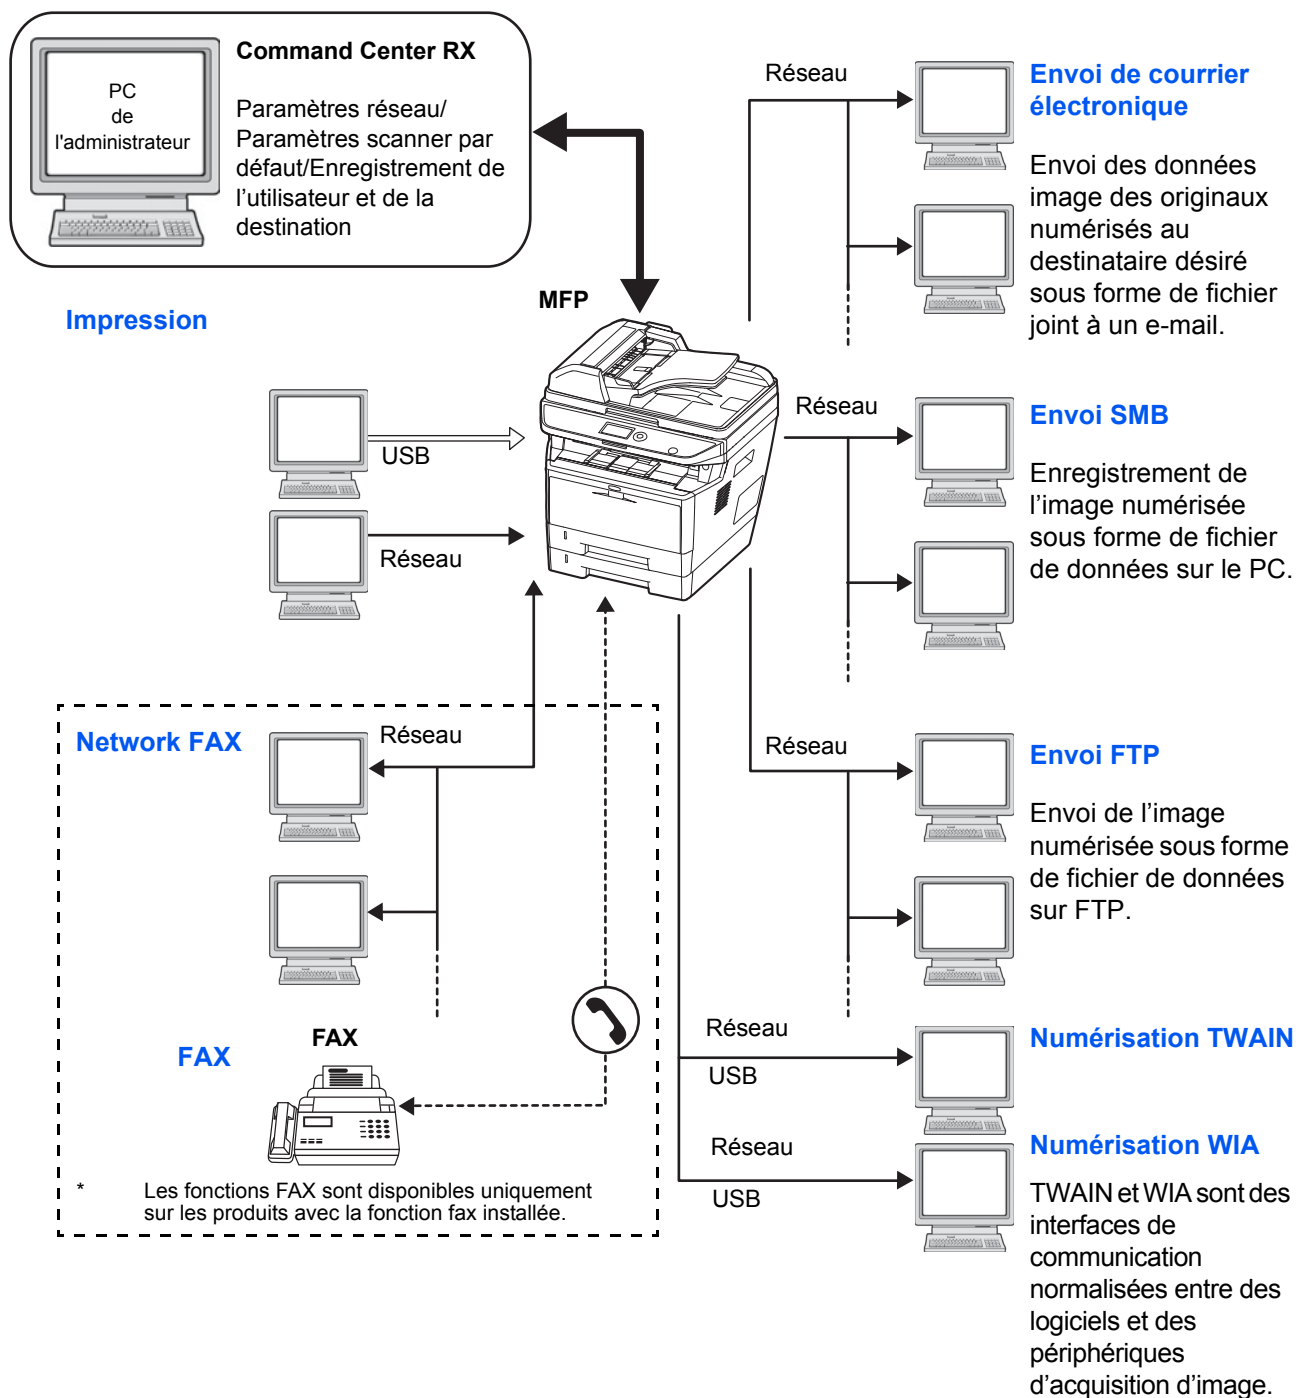 PC
de
l'administrateur
Command Center RX
Paramètres réseau/
Paramètres scanner par
défaut/Enregistrement de
l’utilisateur et de la
destination
Réseau
Envoi de courrier
électronique
Envoi des données
image des originaux
numérisés au
destinataire désiré
sous forme de fichier
joint à un e-mail.
Impression
MFP
USB
Réseau
Réseau
Envoi SMB
Enregistrement de
l’image numérisée
sous forme de fichier
de données sur le PC.
Network FAX
Réseau
Réseau
Envoi FTP
Envoi de l’image
numérisée sous forme
de fichier de données
sur FTP.
FAX
FAX
* Les fonctions FAX sont disponibles uniquement
sur les produits avec la fonction fax installée.
Réseau
USB
Numérisation TWAIN
Réseau
USB
Numérisation WIA
TWAIN et WIA sont des
interfaces de
communication
normalisées entre des
logiciels et des
périphériques
d’acquisition d’image.